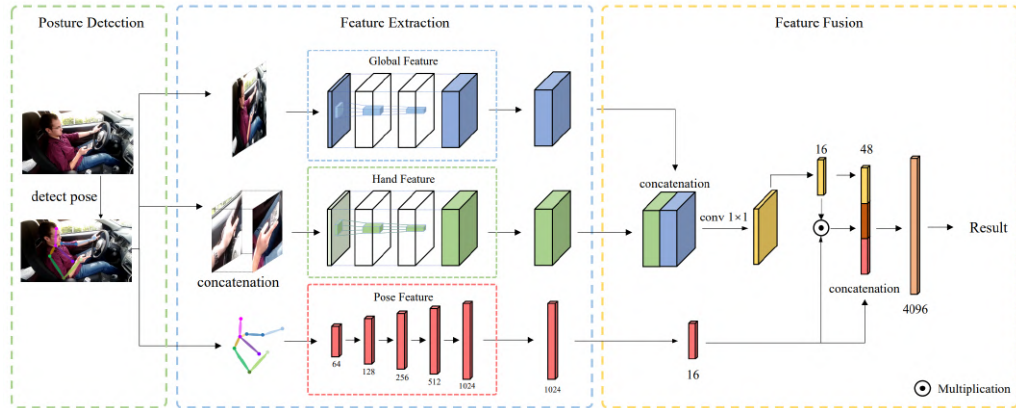 Posture Detection
Feature Extraction
Feature Fusion
Global Feature
detect pose
Hand Feature
concatenation
concatenation
conv 1×1
16
48
Result
concatenation
4096
Pose Feature
64
128
256
512
1024
1024
16
Multiplication